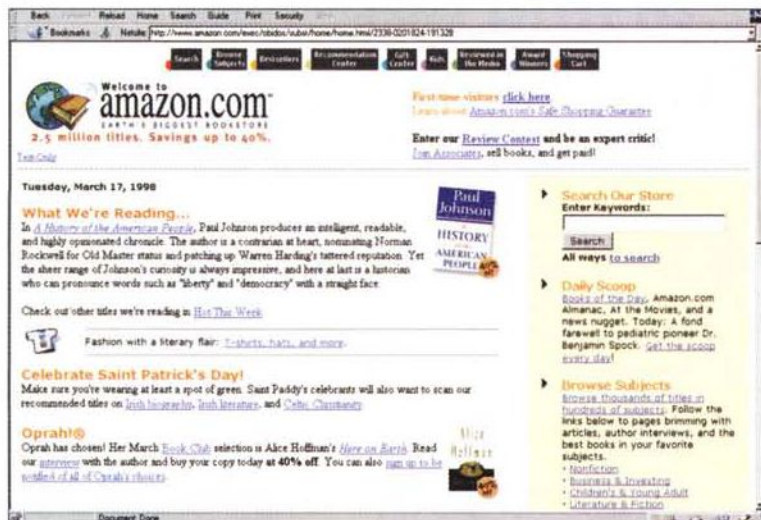 Back Reload Home Search Guide Print Security
Bookmarks Netsite: http://www.amazon.com/exec/obidos/subst/home/home.html/2338-0201824-191328
Search
Browse Subjects
Bestsellers
Recommendation Center
Gift Center
Kids
Reviewed in the Media
Award Winners
Shopping Cart
Welcome to
amazon.com
EARTH'S BIGGEST BOOKSTORE
2.5 million titles. Savings up to 40%.
Text Only
First-time visitors click here.
Learn about Amazon.com's Safe Shopping Guarantee
Enter our Review Contest and be an expert critic!
Join Associates, sell books, and get paid!
Tuesday, March 17, 1998
What We're Reading...
In A History of the American People, Paul Johnson produces an intelligent, readable,
and highly opinionated chronicle. The author is a contrarian at heart, nominating Norman
Rockwell for Old Master status and patching up Warren Harding's tattered reputation. Yet
the sheer range of Johnson's curiosity is always impressive, and here at last is a historian
who can pronounce words such as "liberty" and "democracy" with a straight face.
Paul
Johnson
A
HISTORY
AMERICAN
PEOPLE
Check out other titles we're reading in Hot This Week
Fashion with a literary flair: T-shirts, hats, and more.
Celebrate Saint Patrick's Day!
Make sure you're wearing at least a spot of green. Saint Paddy's celebrants will also want to scan our
recommended titles on Irish biography, Irish literature, and Celtic Christianity.
Oprah!®
Oprah has chosen! Her March Book Club selection is Alice Hoffman's Here on Earth. Read
our interview with the author and buy your copy today at 40% off. You can also sign up to be
notified of all of Oprah's choices.
Alice
Hoffman
Search Our Store
Enter Keywords:
Search
All ways to search
Daily Scoop
Books of the Day, Amazon.com
Almanac, At the Movies, and a
news nugget. Today: A fond
farewell to pediatric pioneer Dr.
Benjamin Spock. Get the scoop
every day!
Browse Subjects
Browse thousands of titles in
hundreds of subjects. Follow the
links below to pages brimming with
articles, author interviews, and the
best books in your favorite
subjects.
• Nonfiction
• Business & Investing
• Children's & Young Adult
• Literature & Fiction
Document Done